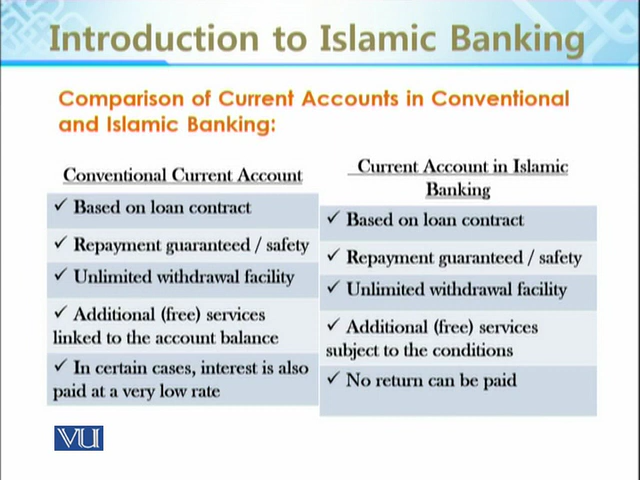 Introduction to Islamic Banking
Comparison of Current Accounts in Conventional
and Islamic Banking:
Conventional Current Account
✓ Based on loan contract
✓ Repayment guaranteed / safety
✓ Unlimited withdrawal facility
✓ Additional (free) services
linked to the account balance
✓ In certain cases, interest is also
paid at a very low rate
Current Account in Islamic
Banking
✓ Based on loan contract
✓ Repayment guaranteed / safety
✓ Unlimited withdrawal facility
✓ Additional (free) services
subject to the conditions
✓ No return can be paid
VU